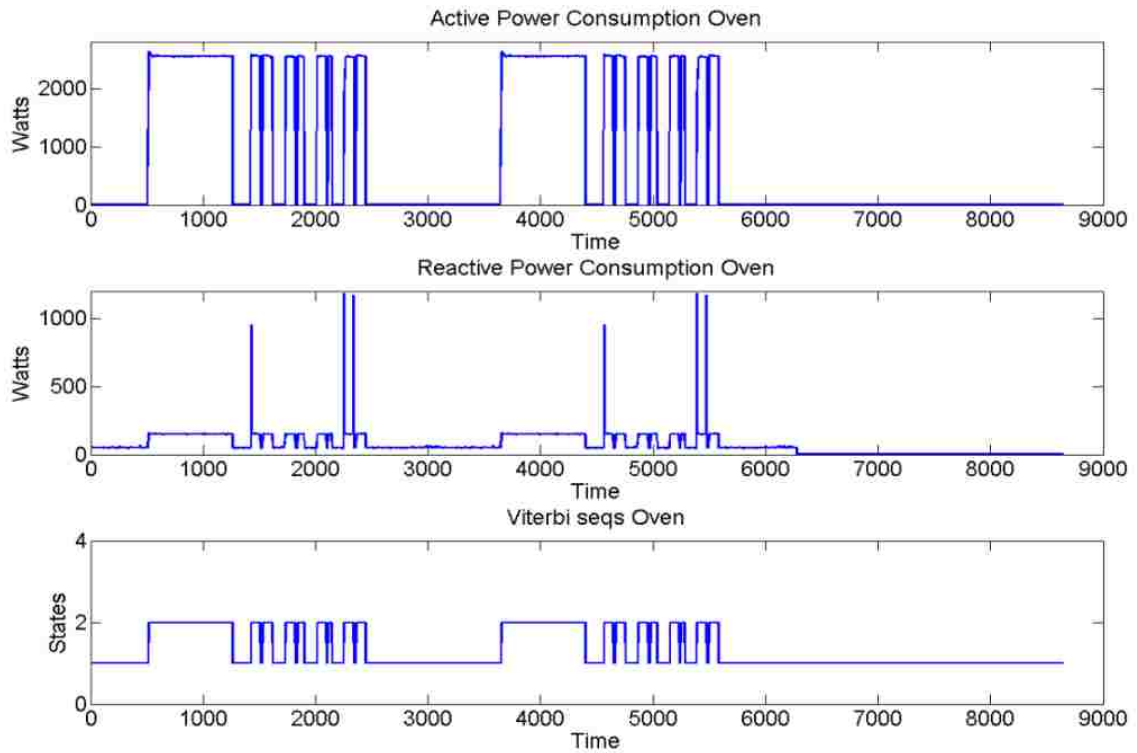 Active Power Consumption Oven
2000
1000
0
Watts
0 1000 2000 3000 4000 5000 6000 7000 8000 9000
Time
Reactive Power Consumption Oven
1000
500
0
Watts
0 1000 2000 3000 4000 5000 6000 7000 8000 9000
Time
Viterbi seqs Oven
4
2
0
States
0 1000 2000 3000 4000 5000 6000 7000 8000 9000
Time